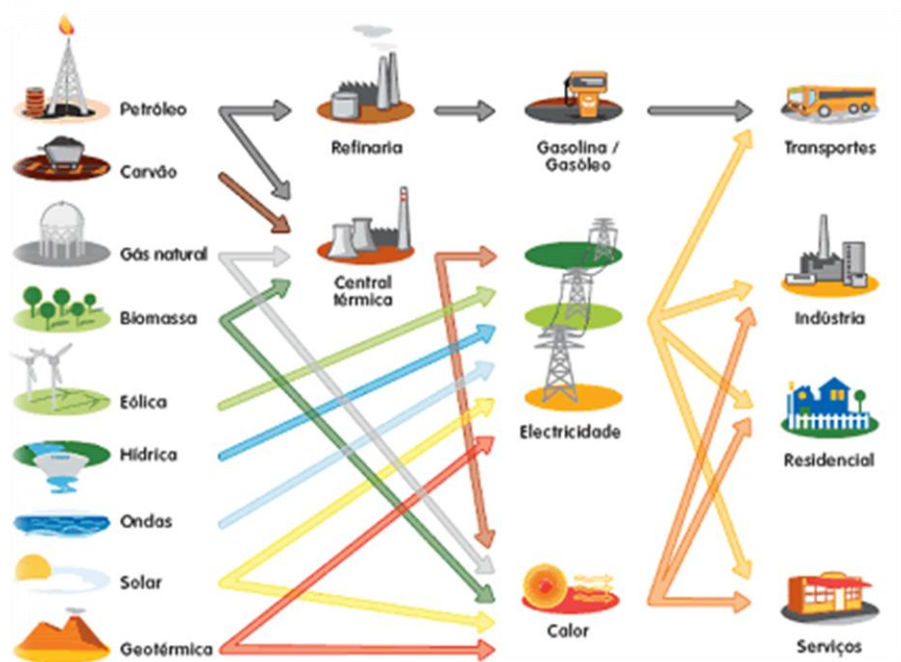 Petróleo
Carvão
Gás natural
Biomassa
Eólica
Hídrica
Ondas
Solar
Geotérmica
Refinaria
Central
térmica
Gasolina /
Gasóleo
Electricidade
Calor
Transportes
Indústria
Residencial
Serviços